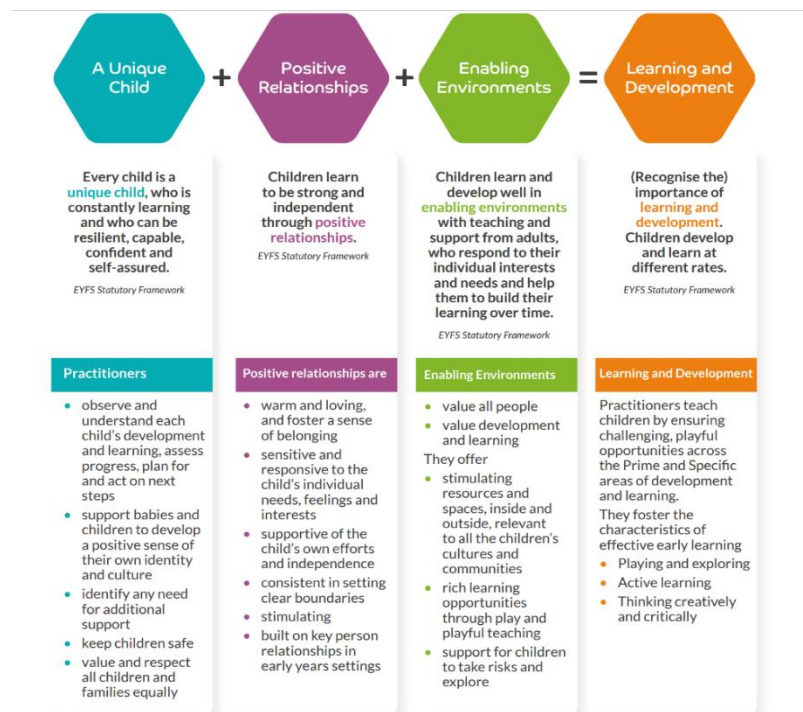 A Unique
Child
+
Positive
Relationships
+
Enabling
Environments
=
Learning and
Development
Every child is a
unique child, who is
constantly learning
and who can be
resilient, capable,
confident and
self-assured.
EYFS Statutory Framework
Children learn
to be strong and
independent
through positive
relationships.
EYFS Statutory Framework
Children learn and
develop well in
enabling environments
with teaching and
support from adults,
who respond to their
individual interests
and needs and help
them to build their
learning over time.
EYFS Statutory Framework
(Recognise the)
importance of
learning and
development.
Children develop
and learn at
different rates.
EYFS Statutory Framework
Practitioners
• observe and
understand each
child's development
and learning, assess
progress, plan for
and act on next
steps
• support babies and
children to develop
a positive sense of
their own identity
and culture
• identify any need
for additional
support
• keep children safe
• value and respect
all children and
families equally
Positive relationships are
• warm and loving,
and foster a sense
of belonging
• sensitive and
responsive to the
child's individual
needs, feelings and
interests
• supportive of the
child's own efforts
and independence
• consistent in setting
clear boundaries
• stimulating
• built on key person
relationships in
early years settings
Enabling Environments
• value all people
• value development
and learning
They offer
• stimulating
resources and
spaces, inside and
outside, relevant
to all the children's
cultures and
communities
• rich learning
opportunities
through play and
playful teaching
• support for children
to take risks and
explore
Learning and Development
Practitioners teach
children by ensuring
challenging, playful
opportunities across
the Prime and Specific
areas of development
and learning.
They foster the
characteristics of
effective early learning
• Playing and exploring
• Active learning
• Thinking creatively
and critically